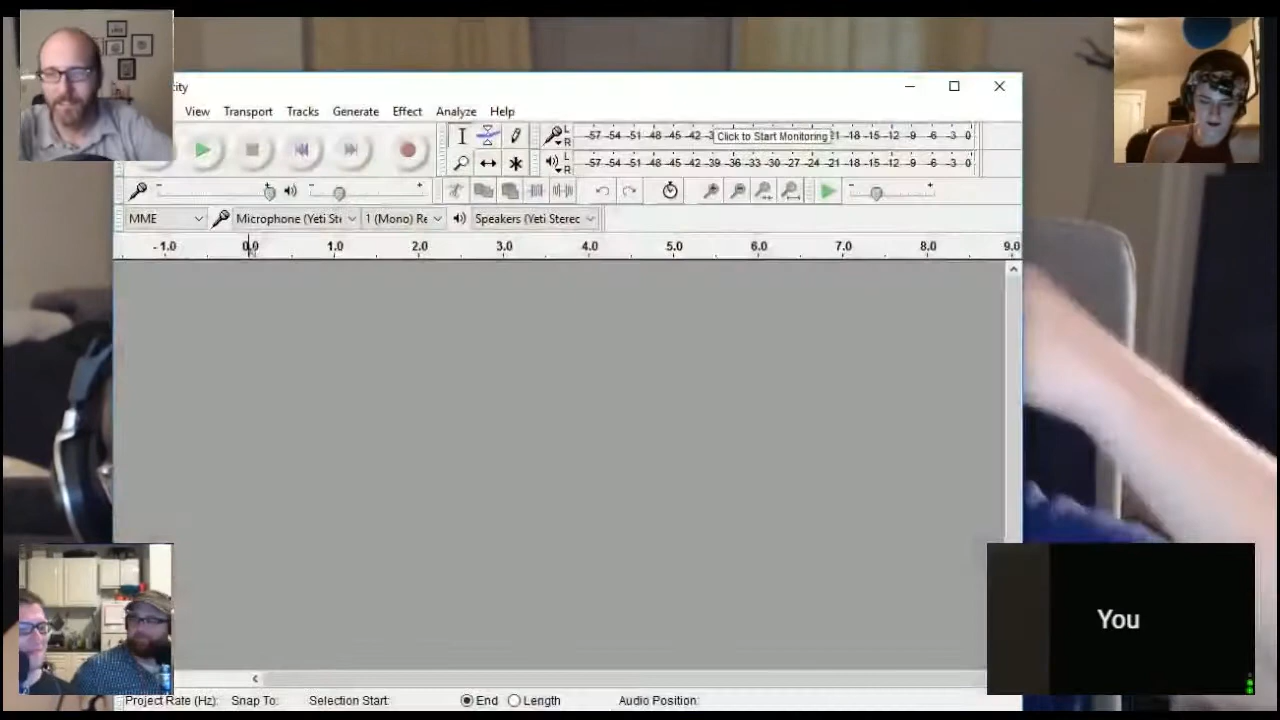 city
View Transport Tracks Generate Effect Analyze Help
L -57 -54 -51 -48 -45 -42 -3 Click to Start Monitoring 21 -18 -15 -12 -9 -6 -3 0
R
L -57 -54 -51 -48 -45 -42 -39 -36 -33 -30 -27 -24 -21 -18 -15 -12 -9 -6 -3 0
R
MME Microphone (Yeti Ste 1 (Mono) Re Speakers (Yeti Sterec
-1.0 0.0 1.0 2.0 3.0 4.0 5.0 6.0 7.0 8.0 9.0
You
Project Rate (Hz): Snap To: Selection Start: End Length Audio Position: